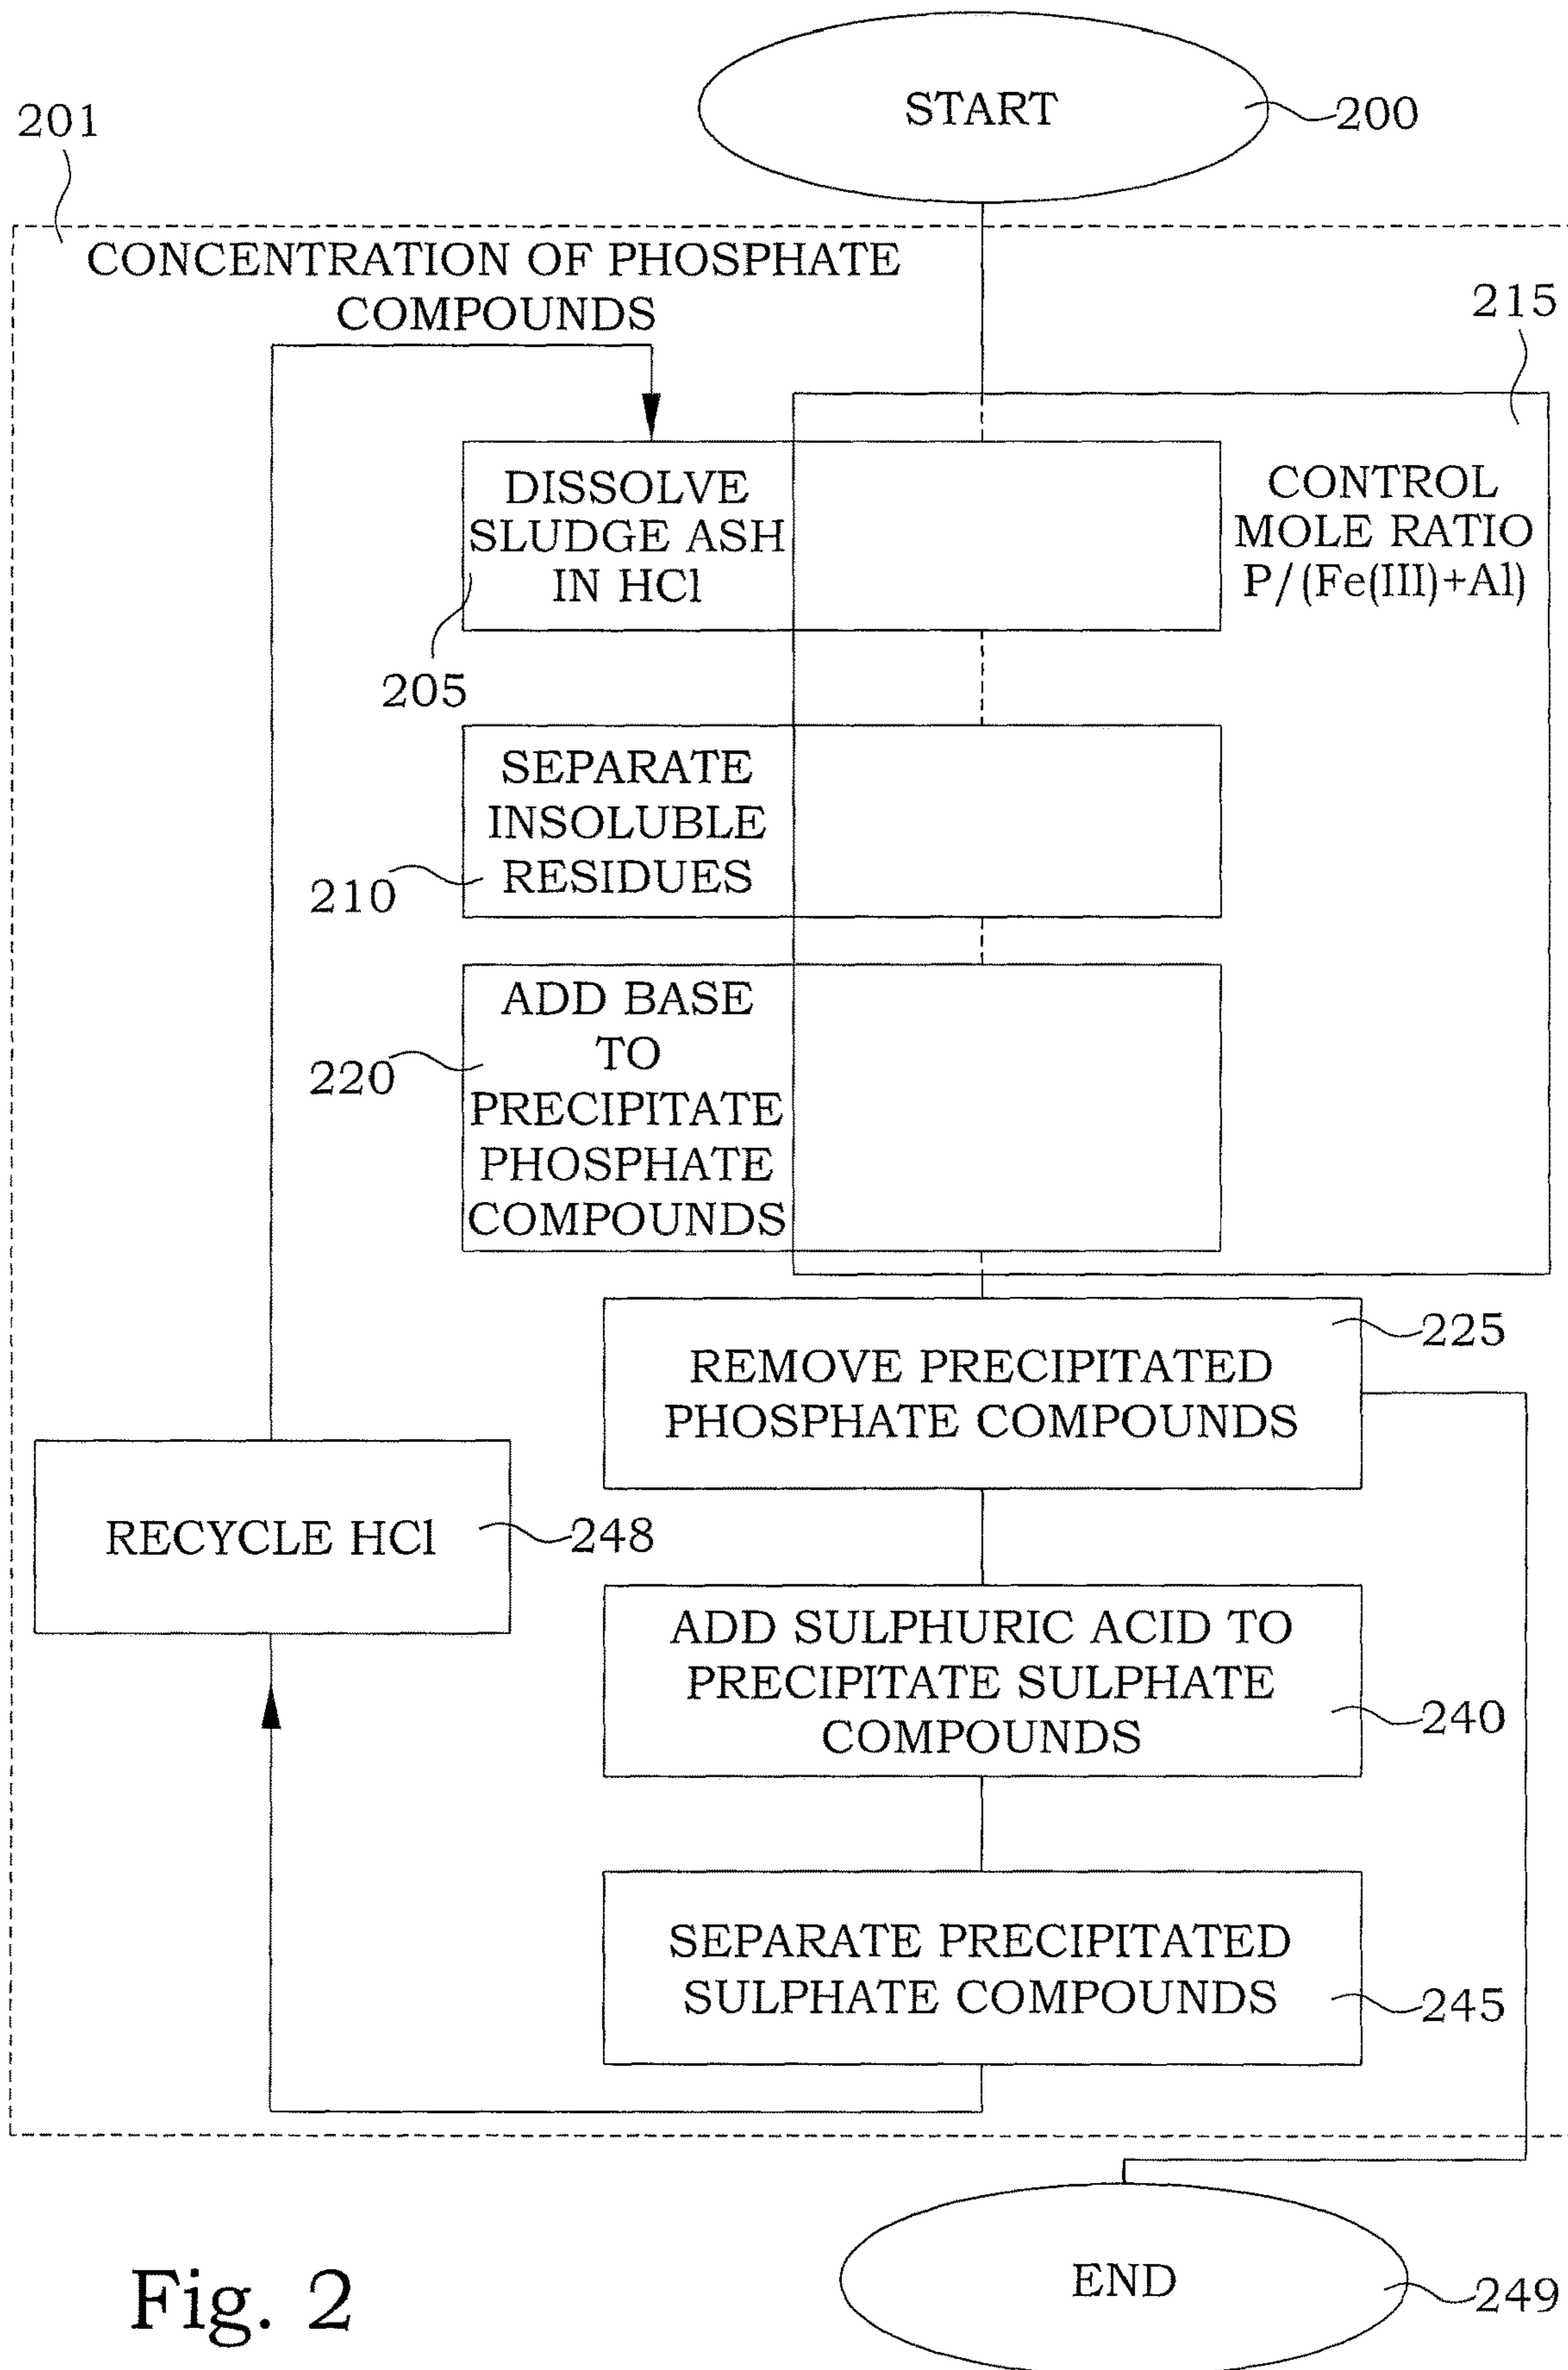 START
200
201
CONCENTRATION OF PHOSPHATE
COMPOUNDS
215
DISSOLVE
SLUDGE ASH
IN HCl
205
CONTROL
MOLE RATIO
P/(Fe(III)+Al)
SEPARATE
INSOLUBLE
RESIDUES
210
ADD BASE
TO
PRECIPITATE
PHOSPHATE
COMPOUNDS
220
REMOVE PRECIPITATED
PHOSPHATE COMPOUNDS
225
RECYCLE HCl
248
ADD SULPHURIC ACID TO
PRECIPITATE SULPHATE
COMPOUNDS
240
SEPARATE PRECIPITATED
SULPHATE COMPOUNDS
245
END
249
Fig. 2